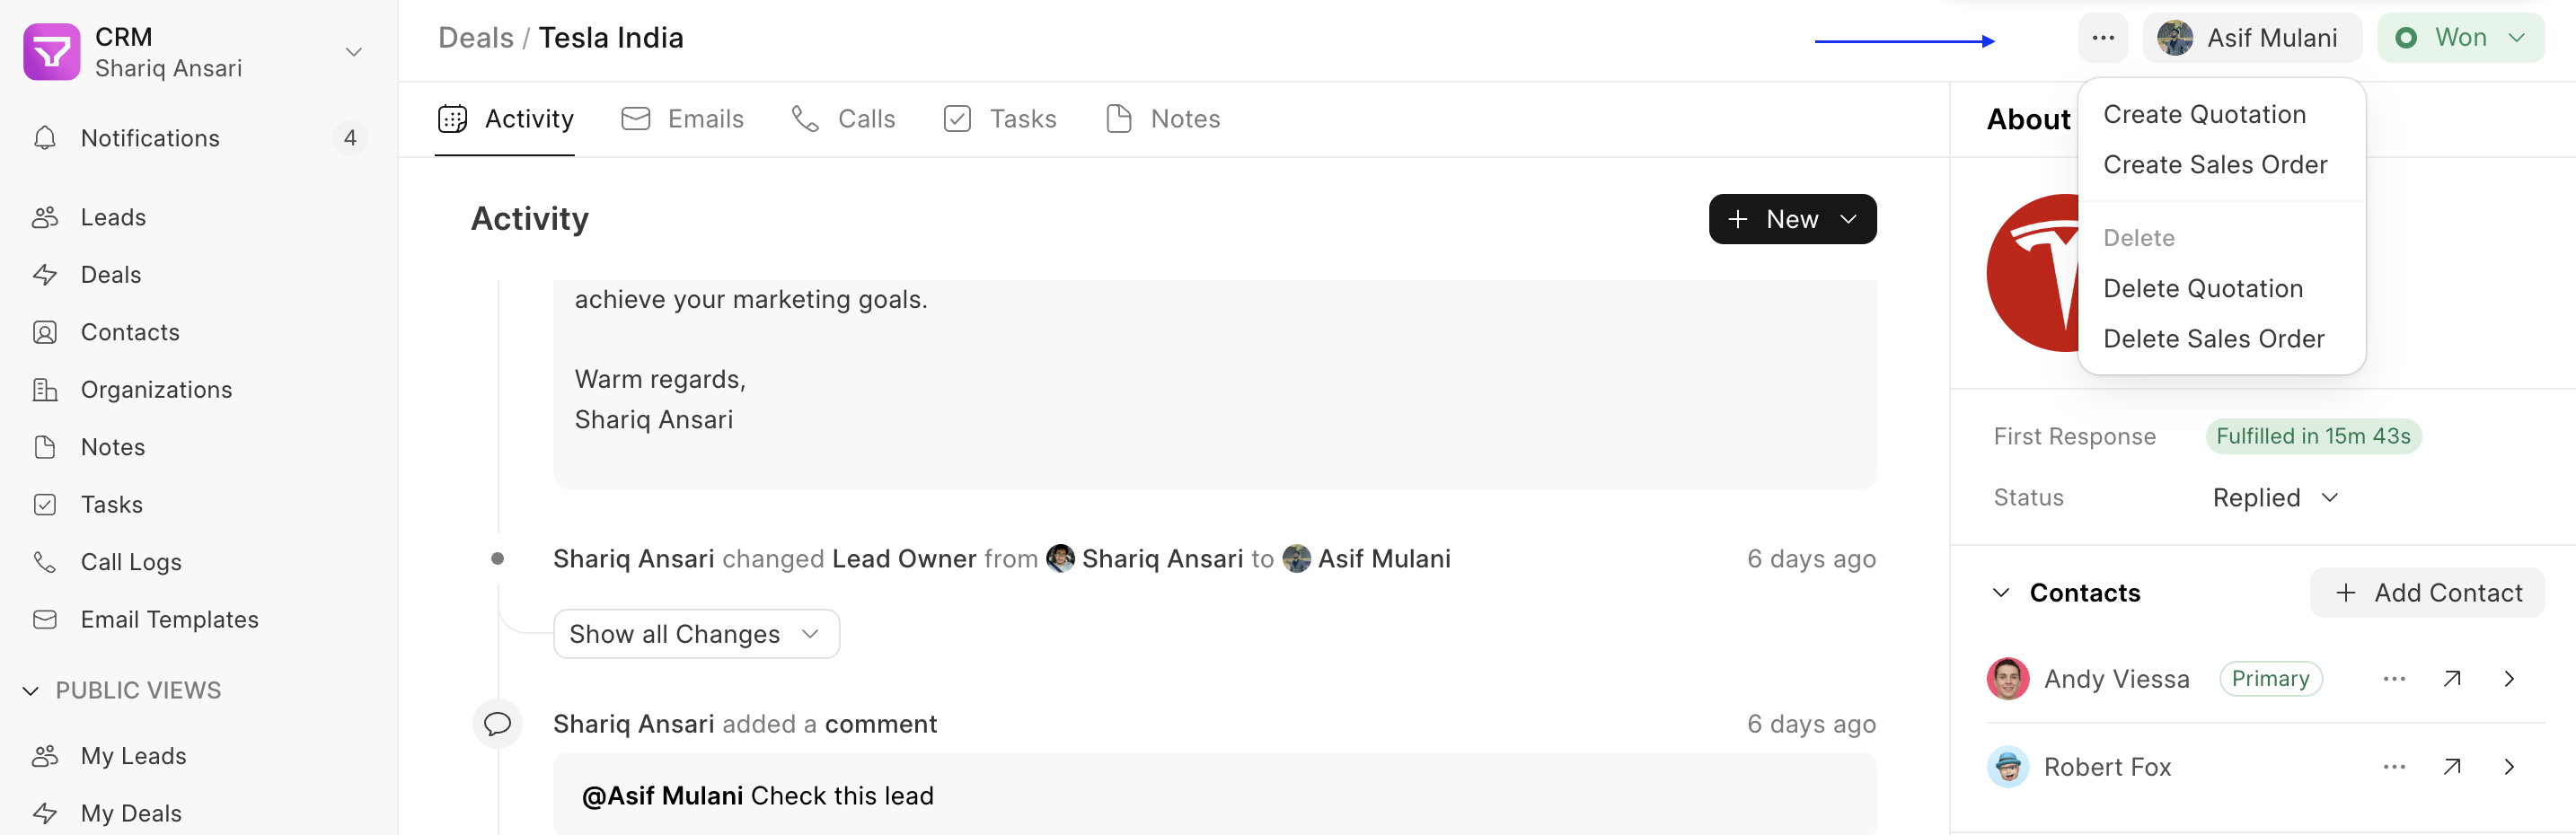 CRM
Shariq Ansari
Notifications 4
Leads
Deals
Contacts
Organizations
Notes
Tasks
Call Logs
Email Templates
PUBLIC VIEWS
My Leads
My Deals
Deals / Tesla India
Asif Mulani
Won
Activity Emails Calls Tasks Notes
Activity
New
achieve your marketing goals.
Warm regards,
Shariq Ansari
Shariq Ansari changed Lead Owner from Shariq Ansari to Asif Mulani 6 days ago
Show all Changes
Shariq Ansari added a comment 6 days ago
@Asif Mulani Check this lead
About
Create Quotation
Create Sales Order
Delete
Delete Quotation
Delete Sales Order
First Response Fulfilled in 15m 43s
Status Replied
Contacts + Add Contact
Andy Viessa Primary
Robert Fox